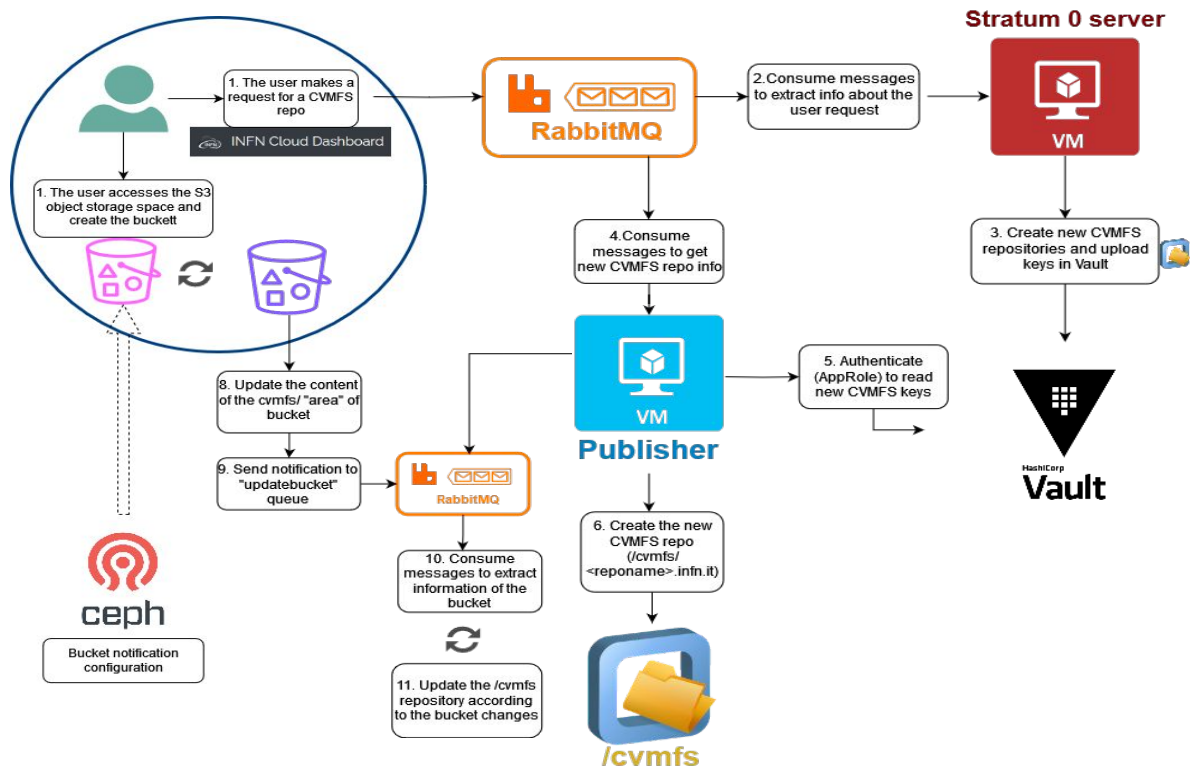 Stratum 0 server
1. The user makes a
request for a CVMFS
repo
INFN Cloud Dashboard
1. The user accesses the S3
object storage space and
create the buckett
RabbitMQ
2.Consume messages
to extract info about the
user request
VM
3. Create new CVMFS
repositories and upload
keys in Vault
4.Consume
messages to get
new CVMFS repo info
VM
Publisher
5. Authenticate
(AppRole) to read
new CVMFS keys
HashiCorp
Vault
8. Update the content
of the cvmfs/ "area" of
bucket
9. Send notification to
"updatebucket"
queue
RabbitMQ
10. Consume
messages to extract
information of the
bucket
11. Update the /cvmfs
repository according
to the bucket changes
6. Create the new
CVMFS repo
(/cvmfs/
<reponame>.infn.it)
/cvmfs
ceph
Bucket notification
configuration